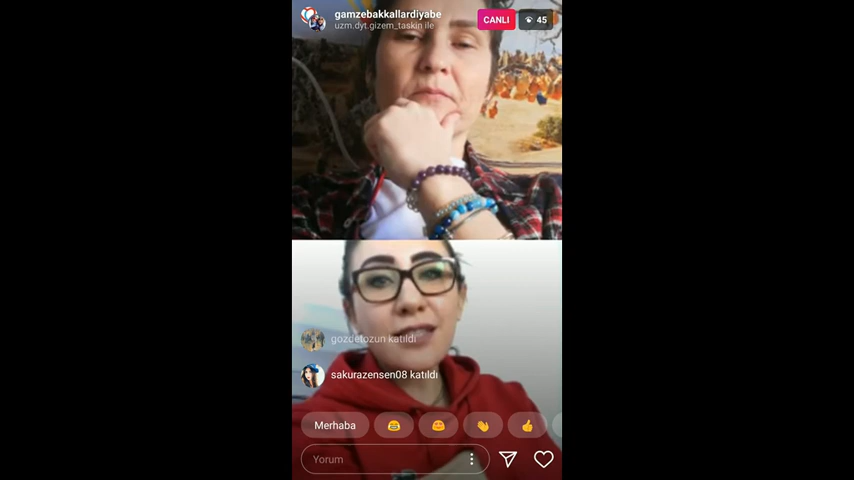 gamzebakkallardiyabe
uzm.dyt.gizem_taskin ile
CANLI
45
gozdetozun katıldı
sakurazensen08 katıldı
Merhaba
Yorum